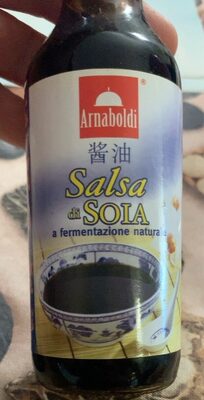 Arnaboldi
®
酱油
Salsa
di SOIA
a fermentazione naturale